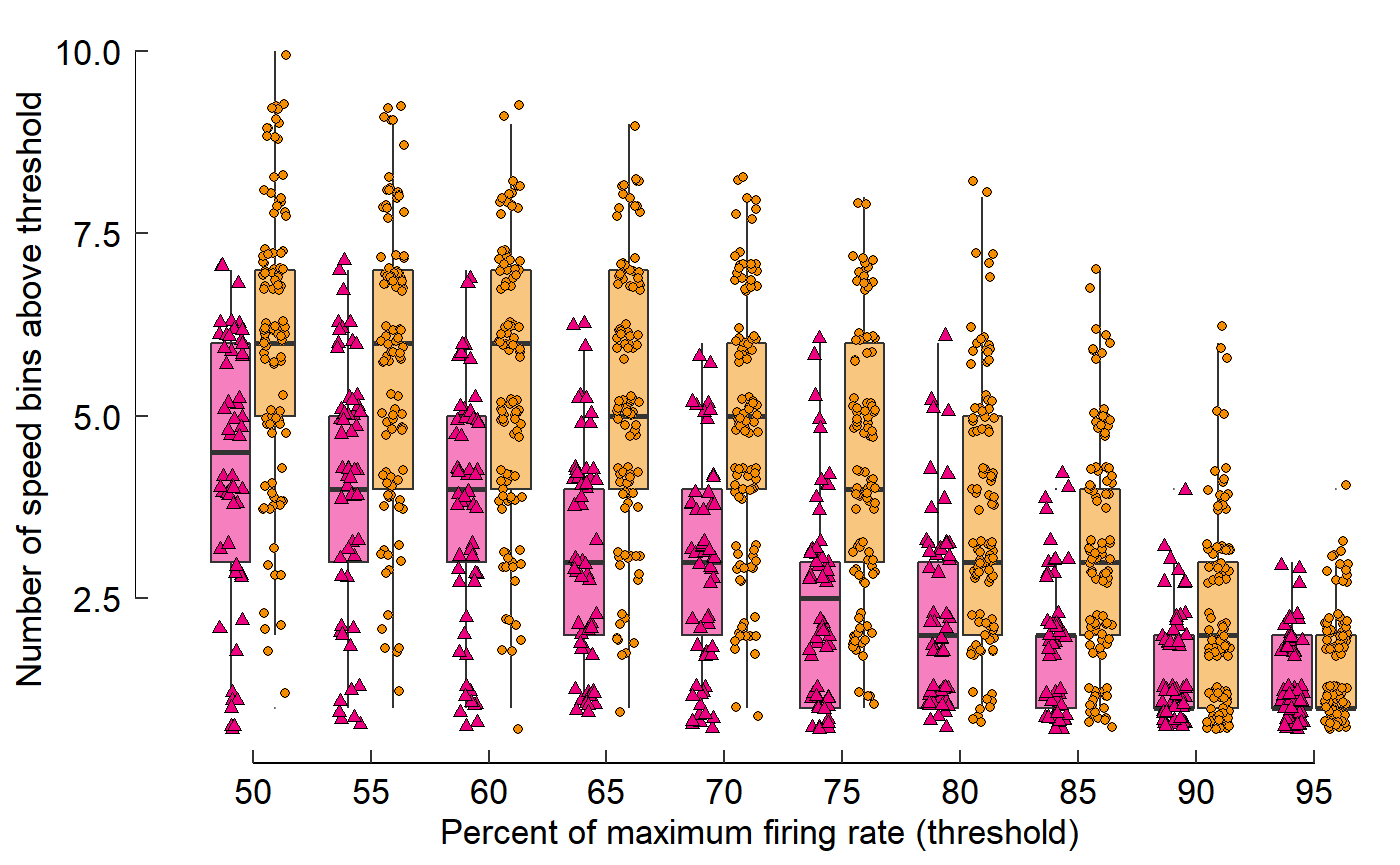 Number of speed bins above threshold
10.0
7.5
5.0
2.5
50 55 60 65 70 75 80 85 90 95
Percent of maximum firing rate (threshold)